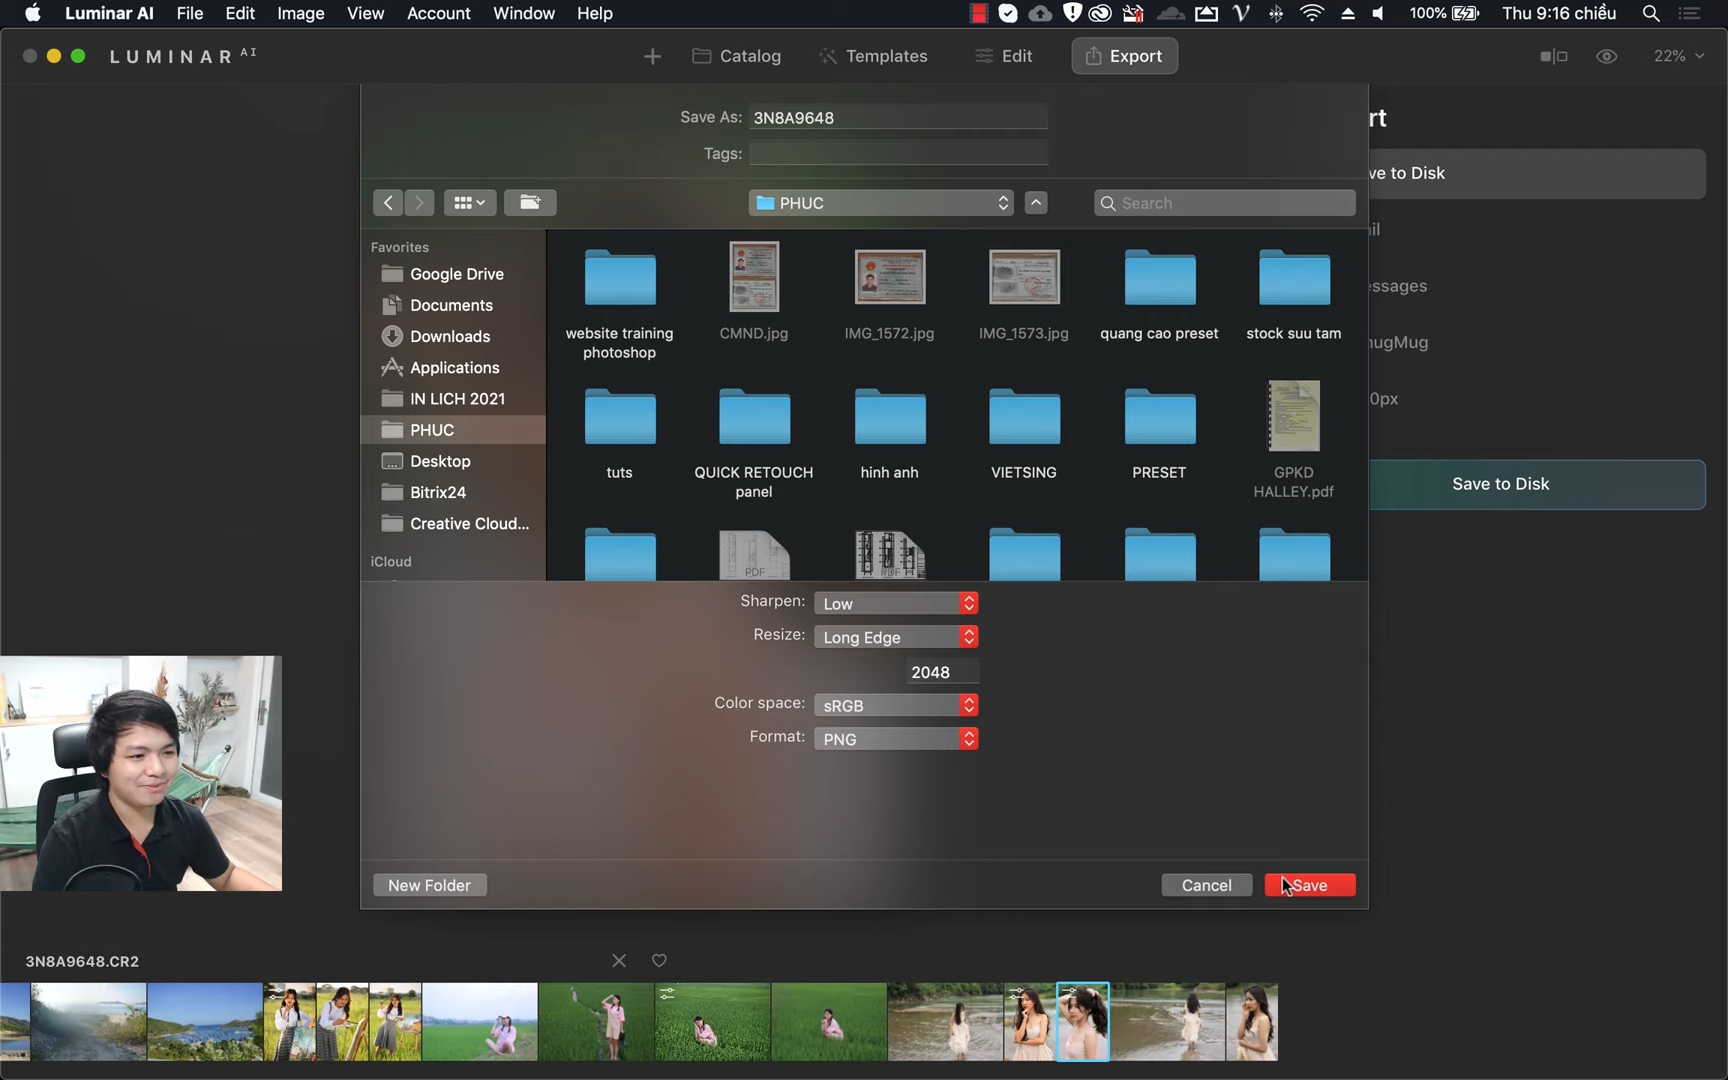 Luminar AI File Edit Image View Account Window Help 100% Thu 9:16 chiều
LUMINAR AI Catalog Templates Edit Export 22%
Save As: 3N8A9648
Tags:
PHUC
Search
Favorites
Google Drive
Documents
Downloads
Applications
IN LICH 2021
PHUC
Desktop
Bitrix24
Creative Cloud...
iCloud
website training photoshop
CMND.jpg
IMG_1572.jpg
IMG_1573.jpg
quang cao preset
stock suu tam
tuts
QUICK RETOUCH panel
hinh anh
VIETSING
PRESET
GPKD HALLEY.pdf
PDF
Sharpen: Low
Resize: Long Edge
2048
Color space: sRGB
Format: PNG
New Folder
Cancel
Save
rt
ve to Disk
il
ssages
nugMug
0px
Save to Disk
3N8A9648.CR2